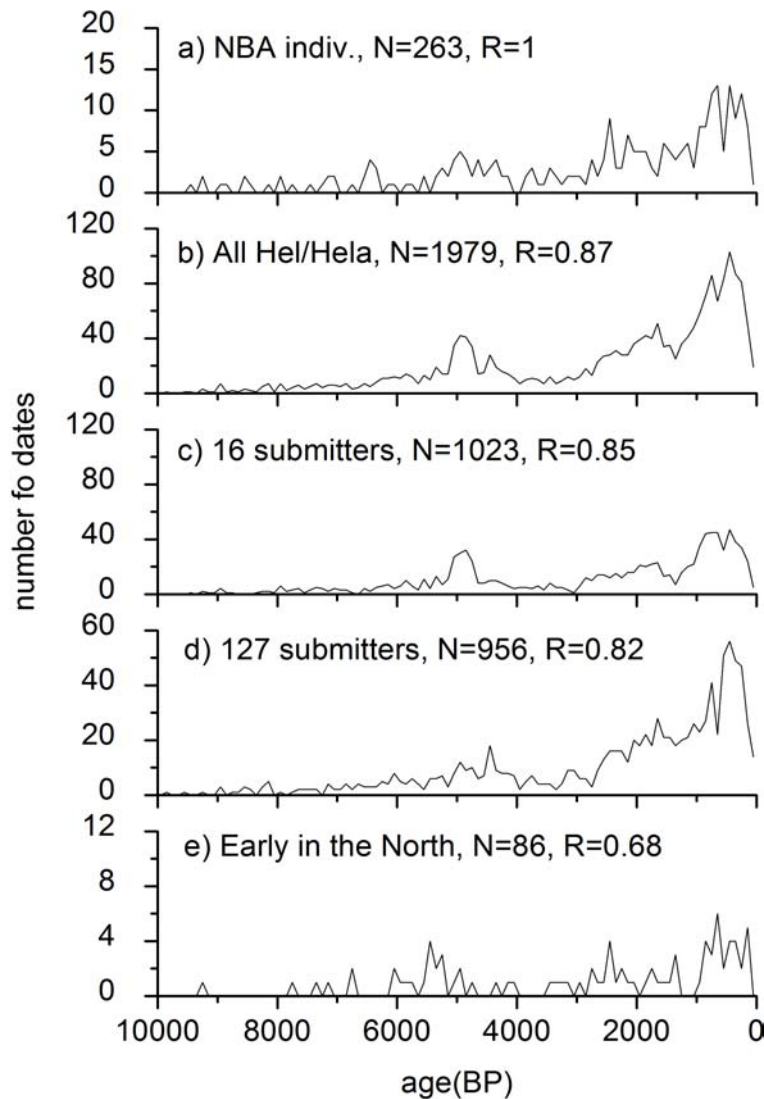 20
a) NBA indiv., N=263, R=1
15
10
5
0
120
b) All Hel/Hela, N=1979, R=0.87
80
40
0
120
c) 16 submitters, N=1023, R=0.85
80
40
0
60
d) 127 submitters, N=956, R=0.82
40
20
0
12
e) Early in the North, N=86, R=0.68
8
4
0
number fo dates
10000 8000 6000 4000 2000 0
age(BP)